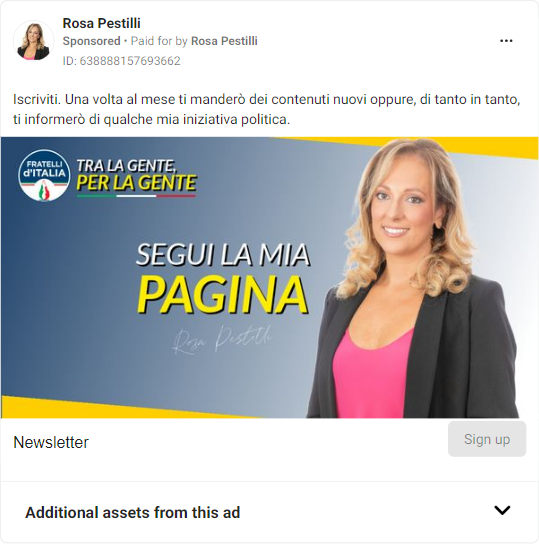 Rosa Pestilli
Sponsored • Paid for by Rosa Pestilli
ID: 638888157693662
Iscriviti. Una volta al mese ti manderò dei contenuti nuovi oppure, di tanto in tanto,
ti informerò di qualche mia iniziativa politica.
FRATELLI
d'ITALIA
TRA LA GENTE,
PER LA GENTE
SEGUI LA MIA
PAGINA
Rosa Pestilli
Newsletter
Sign up
Additional assets from this ad